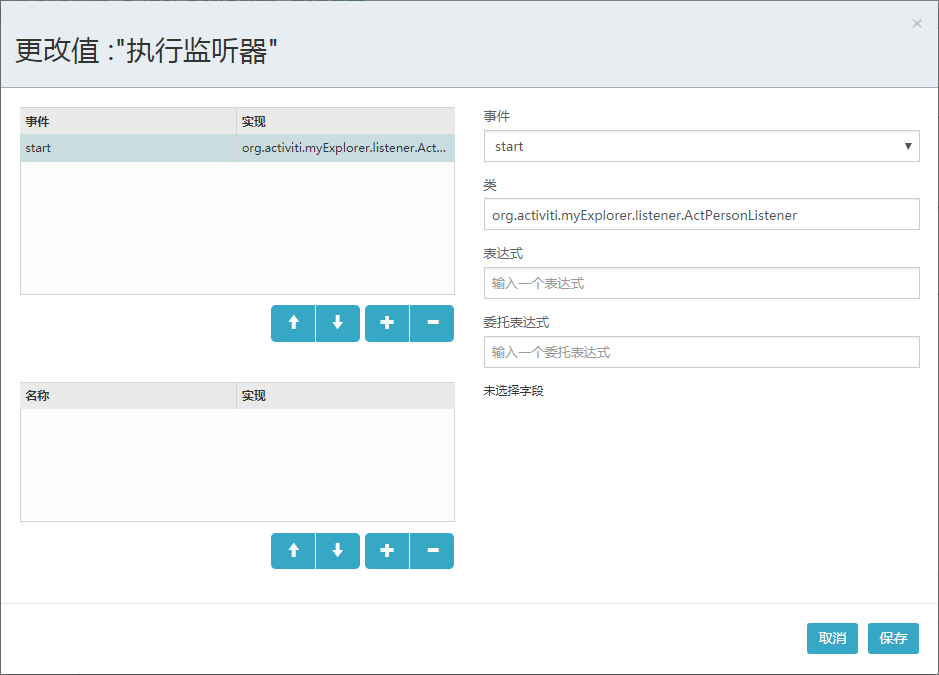 更改值 :"执行监听器"
×
事件 实现
start org.activiti.myExplorer.listener.Act...
名称 实现
事件
start
类
org.activiti.myExplorer.listener.ActPersonListener
表达式
输入一个表达式
委托表达式
输入一个委托表达式
未选择字段
取消 保存